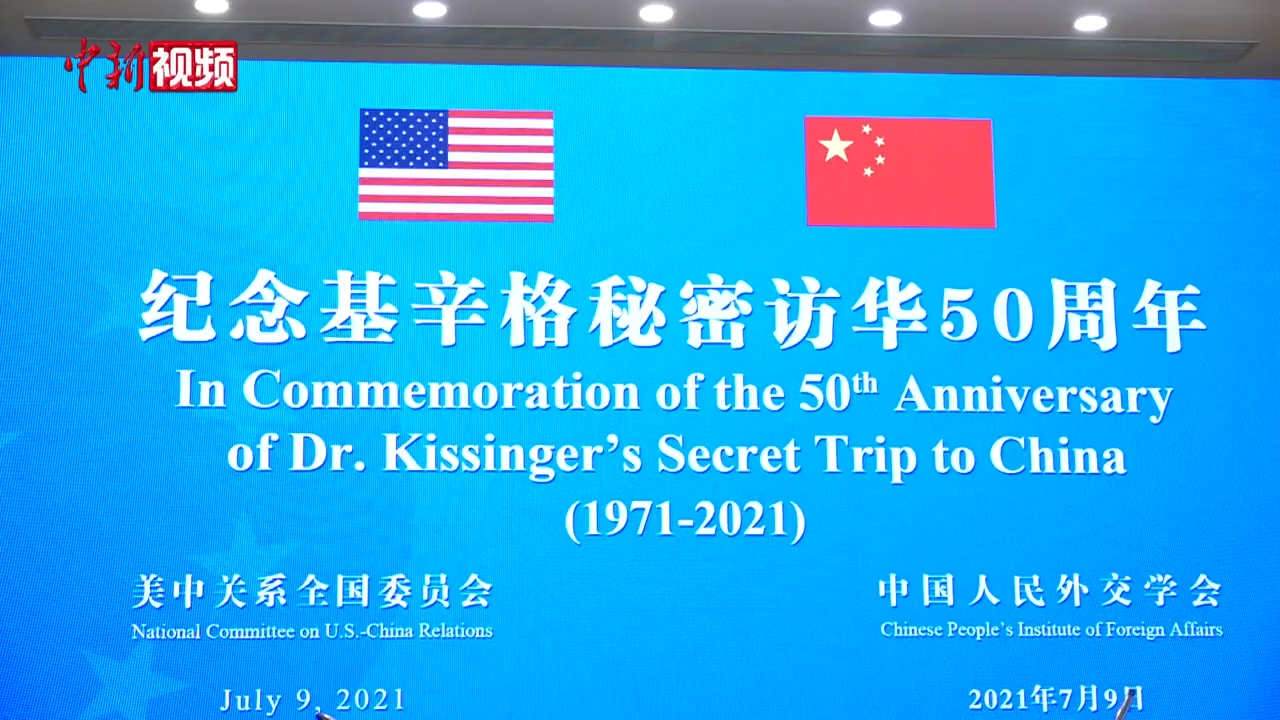 中新视频
纪念基辛格秘密访华50周年
In Commemoration of the 50th Anniversary
of Dr. Kissinger's Secret Trip to China
(1971-2021)
美中关系全国委员会
National Committee on U.S.-China Relations
中国人民外交学会
Chinese People's Institute of Foreign Affairs
July 9, 2021
2021年7月9日